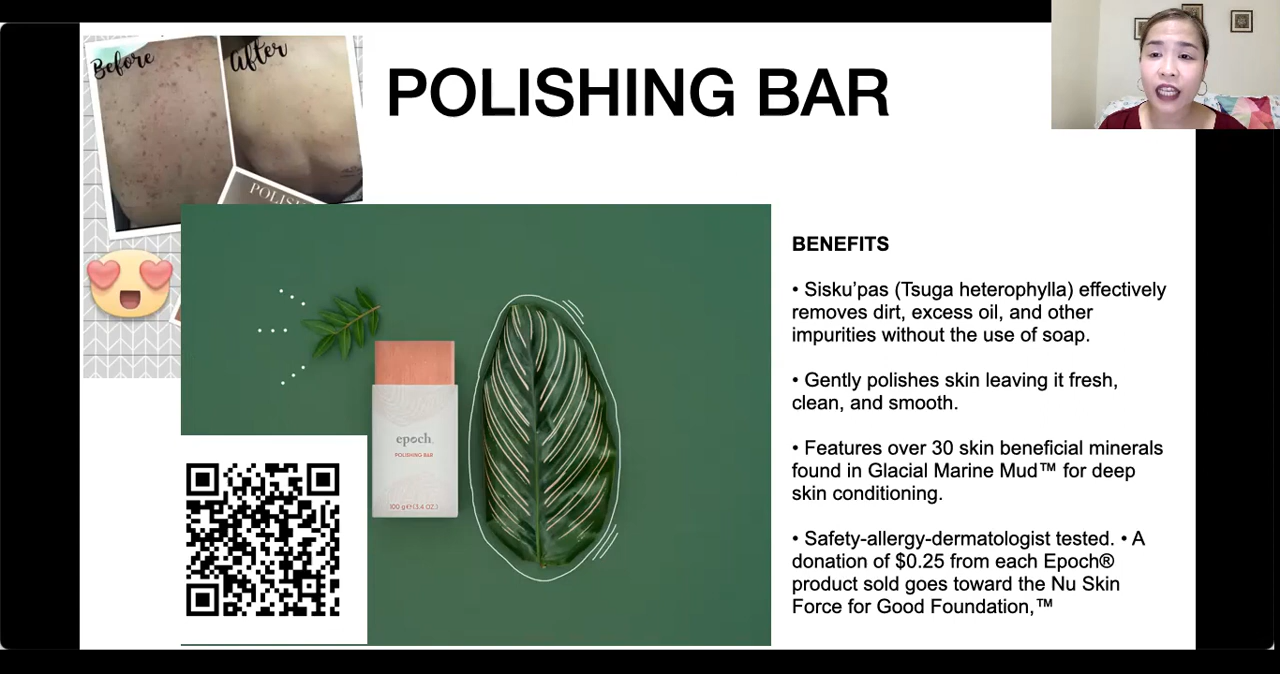 Before
After
POLISHING BAR
epoch.
POLISHING BAR
100 g℮(3.4 OZ.)
BENEFITS
• Sisku'pas (Tsuga heterophylla) effectively
removes dirt, excess oil, and other
impurities without the use of soap.
• Gently polishes skin leaving it fresh,
clean, and smooth.
• Features over 30 skin beneficial minerals
found in Glacial Marine Mud™ for deep
skin conditioning.
• Safety-allergy-dermatologist tested. • A
donation of $0.25 from each Epoch®
product sold goes toward the Nu Skin
Force for Good Foundation,™